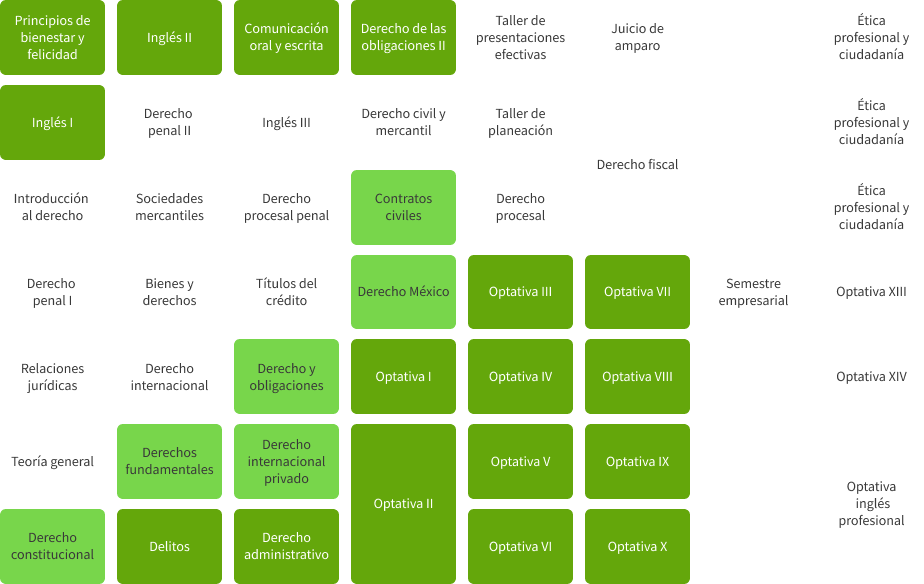 Principios de
bienestar y
felicidad
Inglés II
Comunicación
oral y escrita
Derecho de las
obligaciones II
Taller de
presentaciones
efectivas
Juicio de
amparo
Ética
profesional y
ciudadanía
Inglés I
Derecho
penal II
Inglés III
Derecho civil y
mercantil
Taller de
planeación
Derecho fiscal
Ética
profesional y
ciudadanía
Introducción
al derecho
Sociedades
mercantiles
Derecho
procesal penal
Contratos
civiles
Derecho
procesal
Ética
profesional y
ciudadanía
Derecho
penal I
Bienes y
derechos
Títulos del
crédito
Derecho México
Optativa III
Optativa VII
Semestre
empresarial
Optativa XIII
Relaciones
jurídicas
Derecho
internacional
Derecho y
obligaciones
Optativa I
Optativa IV
Optativa VIII
Optativa XIV
Teoría general
Derechos
fundamentales
Derecho
internacional
privado
Optativa II
Optativa V
Optativa IX
Optativa
inglés
profesional
Derecho
constitucional
Delitos
Derecho
administrativo
Optativa VI
Optativa X